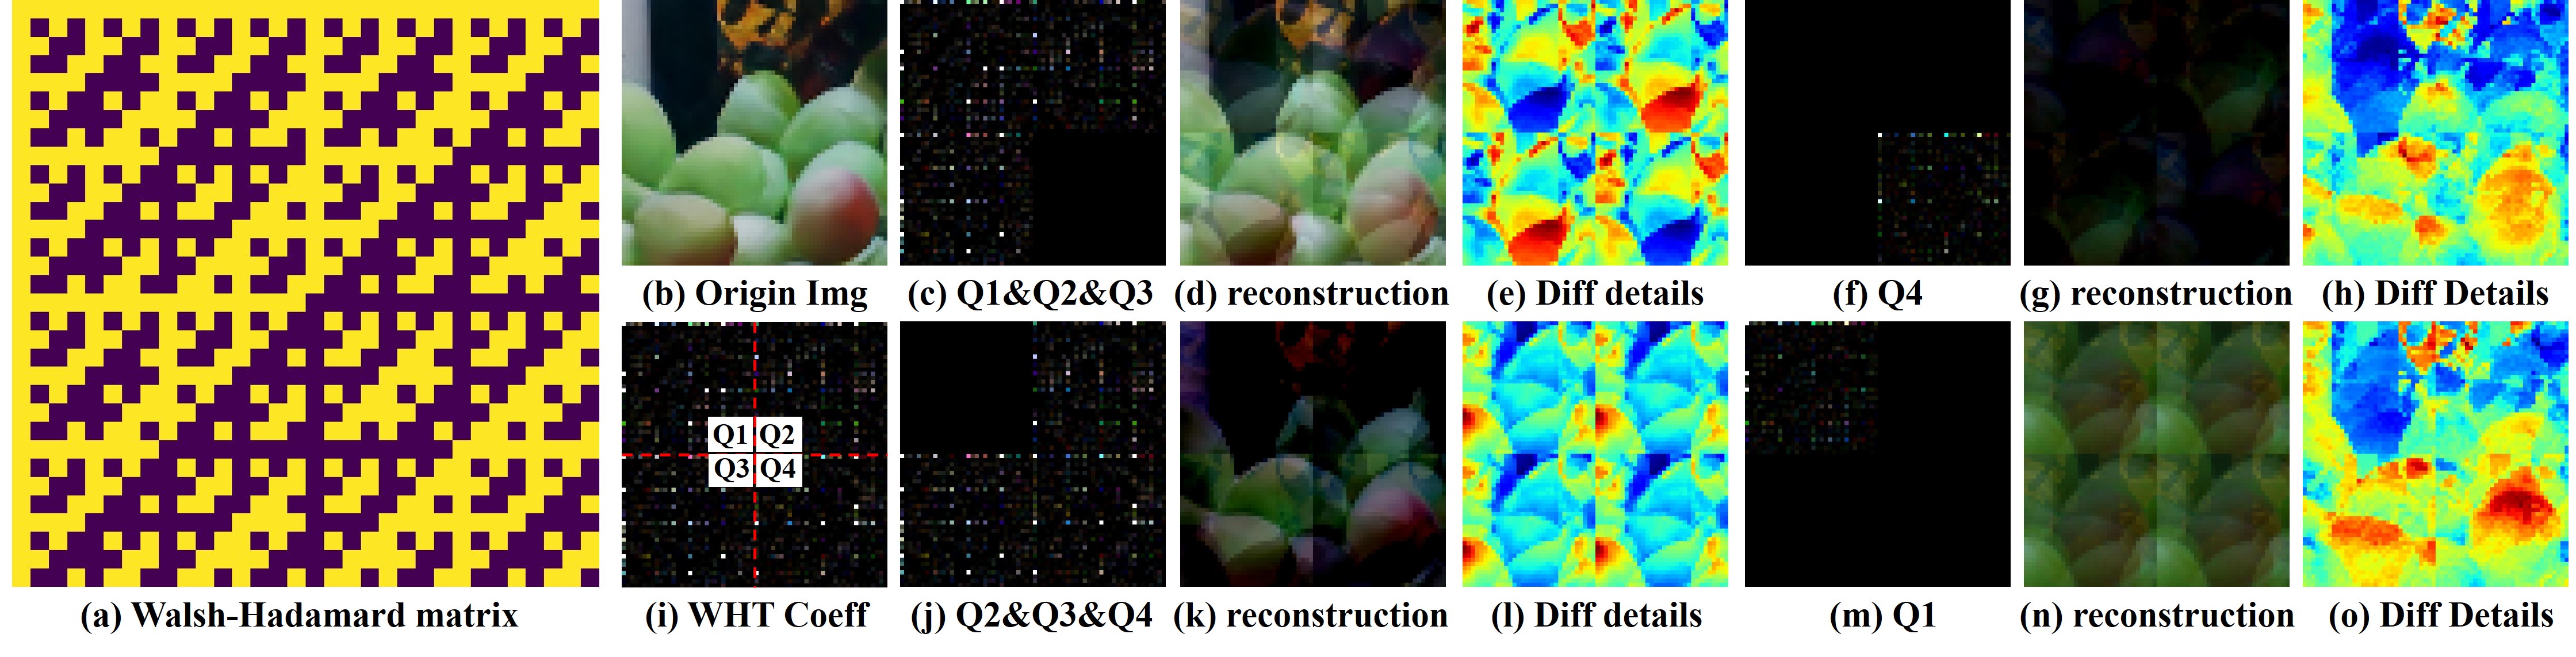 (b) Origin Img
(c) Q1&Q2&Q3
(d) reconstruction
(e) Diff details
(f) Q4
(g) reconstruction
(h) Diff Details
Q1 Q2
Q3 Q4
(a) Walsh-Hadamard matrix
(i) WHT Coeff
(j) Q2&Q3&Q4
(k) reconstruction
(l) Diff details
(m) Q1
(n) reconstruction
(o) Diff Details